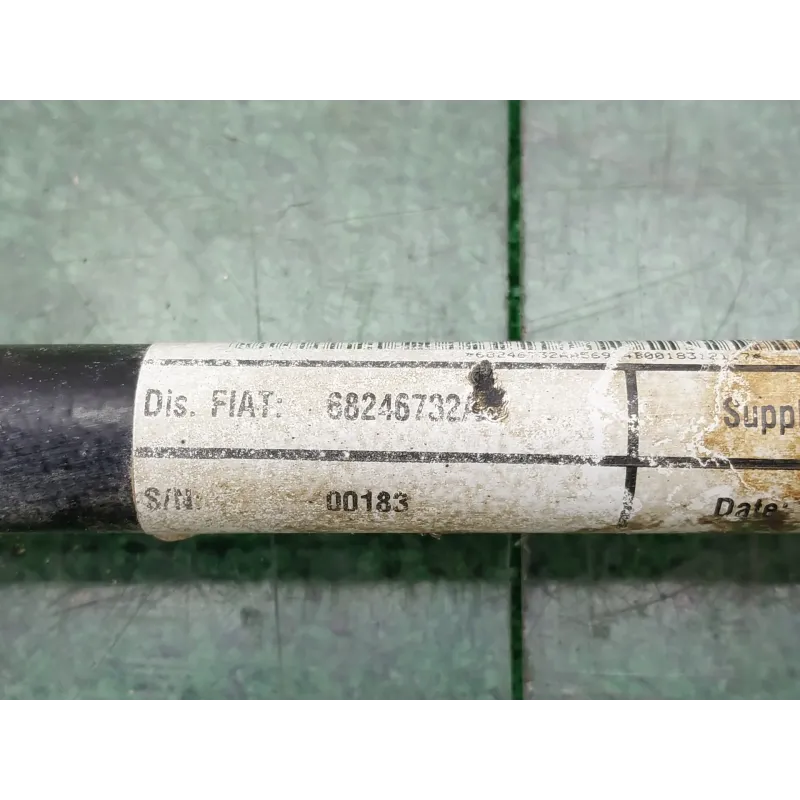 Dis. FIAT: 68246732 Suppl
S/N: 00183 Date: